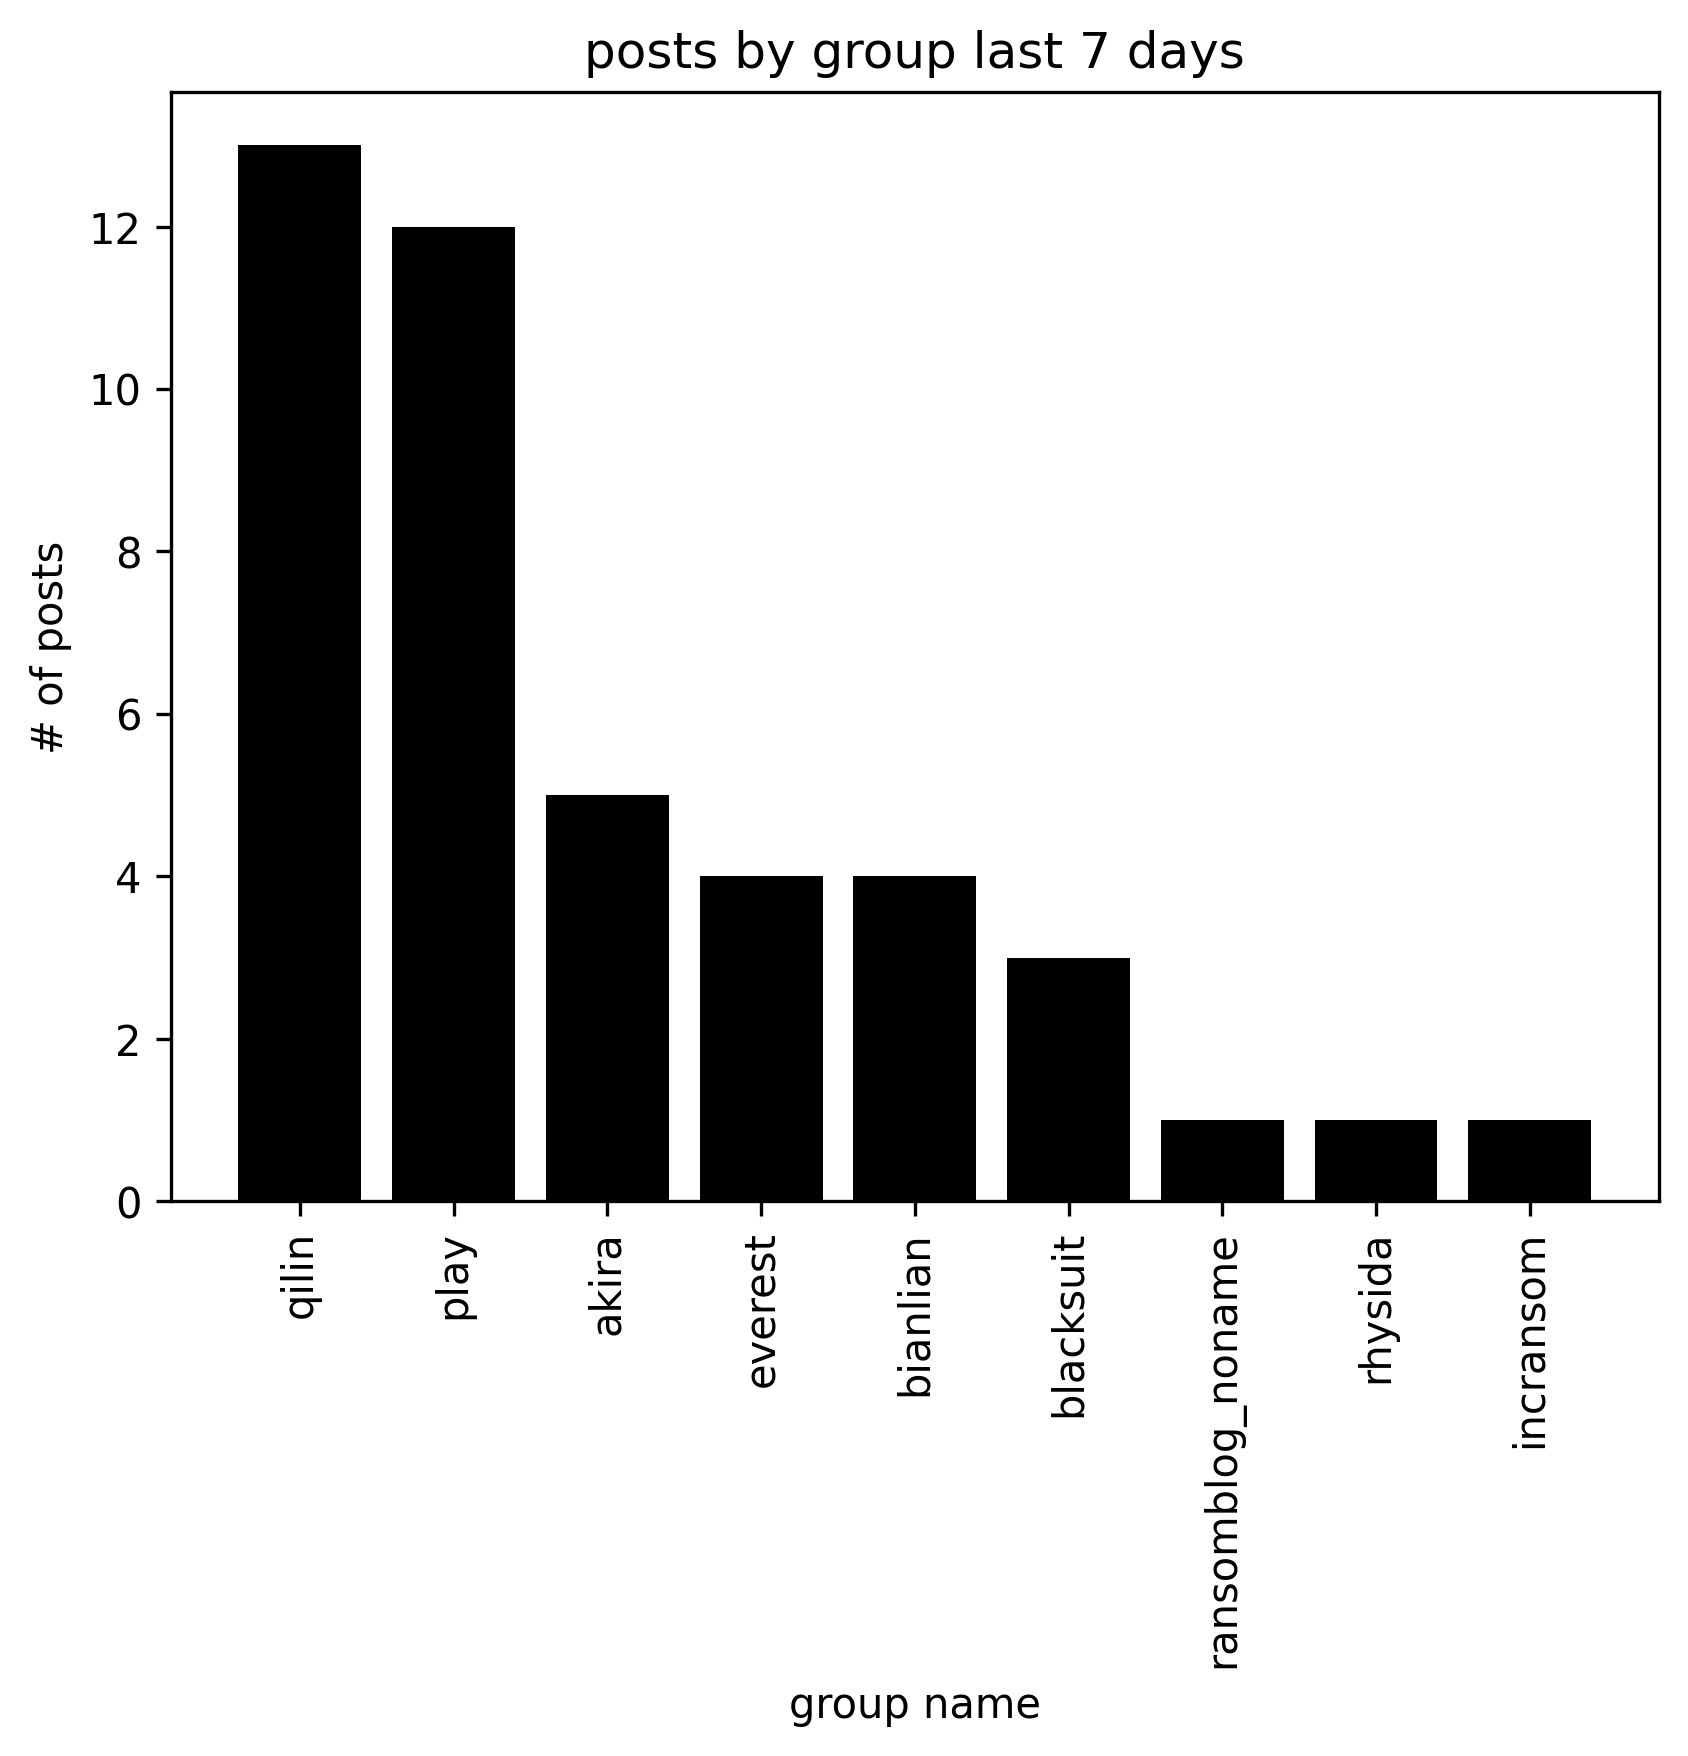 posts by group last 7 days
# of posts
12
10
8
6
4
2
0
qilin
play
akira
everest
bianlian
blacksuit
ransomblog_noname
rhysida
incransom
group name